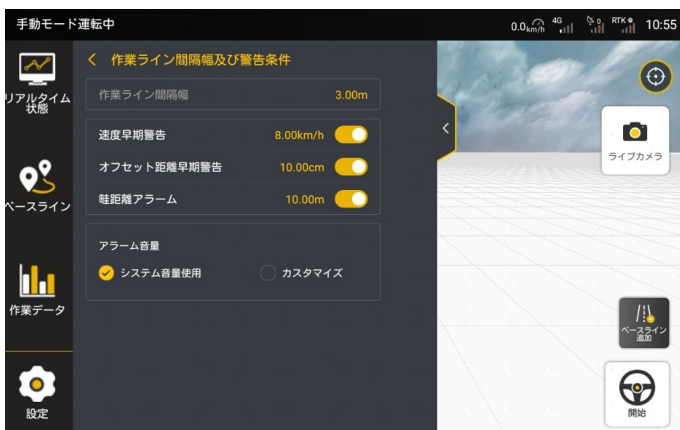 手動モード運転中
0.0km/h 4G 0 RTK 10:55
リアルタイム
状態
ベースライン
作業データ
設定
作業ライン間隔幅及び警告条件
作業ライン間隔幅 3.00m
速度早期警告 8.00km/h
オフセット距離早期警告 10.00cm
畦距離アラーム 10.00m
アラーム音量
システム音量使用 カスタマイズ
ライブカメラ
ベースライン
追加
開始